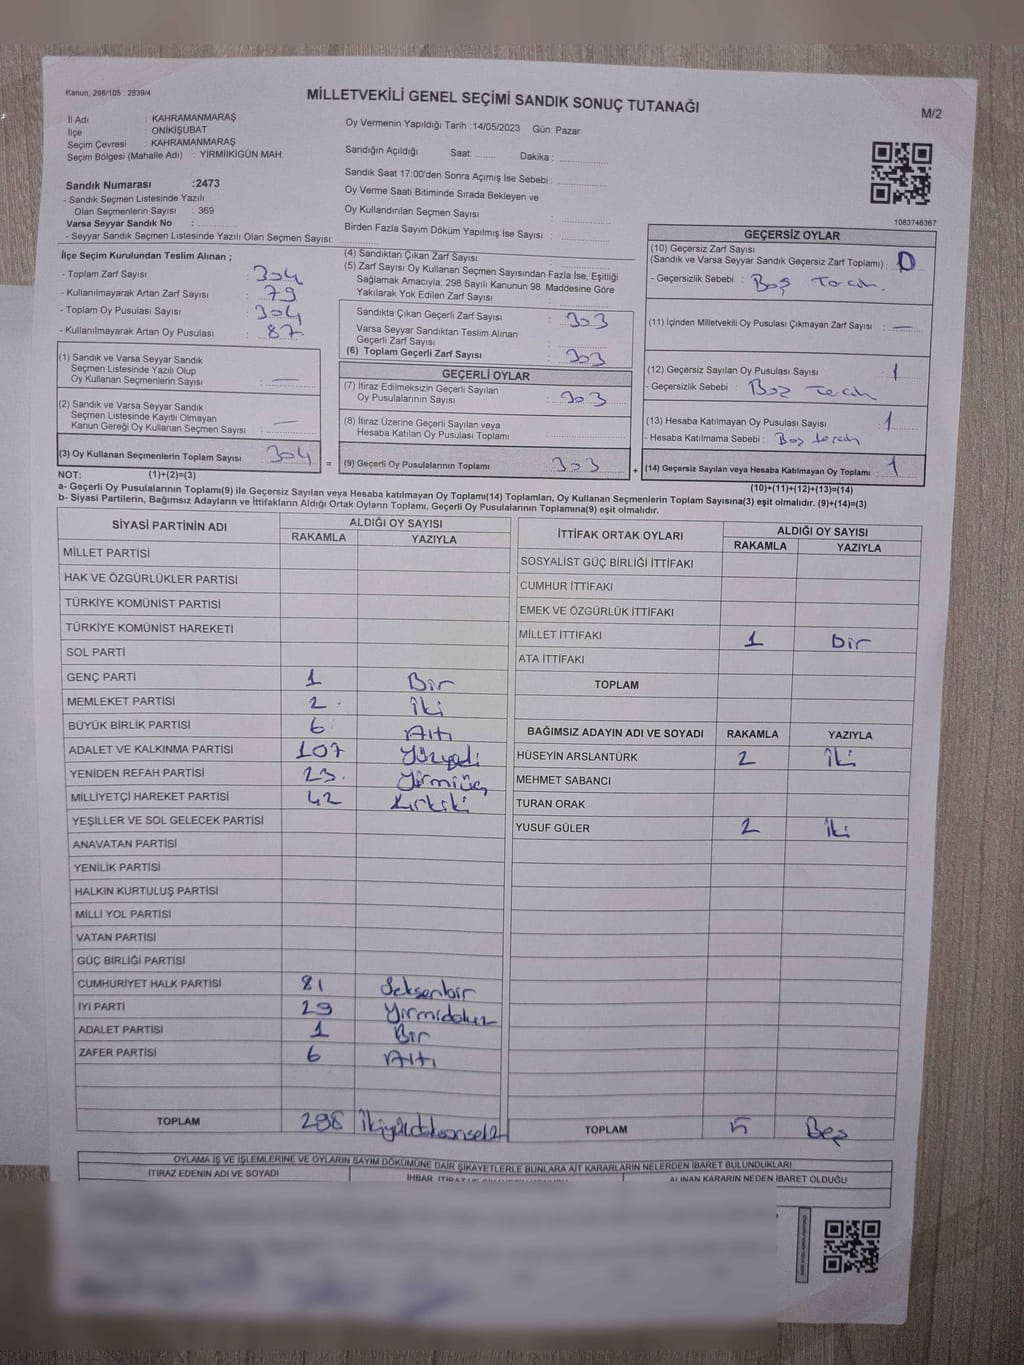 Kanun: 298/105 . 2839/4
MİLLETVEKİLİ GENEL SEÇİMİ SANDIK SONUÇ TUTANAĞI
M/2
İl Adı : KAHRAMANMARAŞ
İlçe : ONİKİŞUBAT
Seçim Çevresi : KAHRAMANMARAŞ
Seçim Bölgesi (Mahalle Adı) : YİRMİİKİGÜN MAH.
Sandık Numarası :2473
- Sandık Seçmen Listesinde Yazılı
Olan Seçmenlerin Sayısı : 369
Varsa Seyyar Sandık No :
- Seyyar Sandık Seçmen Listesinde Yazılı Olan Seçmen Sayısı:
Oy Vermenin Yapıldığı Tarih :14/05/2023 Gün: Pazar
Sandığın Açıldığı Saat: Dakika :
Sandık Saat 17:00'den Sonra Açımış İse Sebebi :
Oy Verme Saati Bitiminde Sırada Bekleyen ve
Oy Kullandırılan Seçmen Sayısı :
Birden Fazla Sayım Döküm Yapılmış İse Sayısı :
1083746367
İlçe Seçim Kurulundan Teslim Alınan ;
- Toplam Zarf Sayısı : 304
- Kullanılmayarak Artan Zarf Sayısı : 79
- Toplam Oy Pusulası Sayısı : 304
- Kullanılmayarak Artan Oy Pusulası : 87
(1) Sandık ve Varsa Seyyar Sandık
Seçmen Listesinde Yazılı Olup
Oy Kullanan Seçmenlerin Sayısı : —
(2) Sandık ve Varsa Seyyar Sandık
Seçmen Listesinde Kayıtlı Olmayan
Kanun Gereği Oy Kullanan Seçmen Sayısı : —
(3) Oy Kullanan Seçmenlerin Toplam Sayısı : 304
(4) Sandıktan Çıkan Zarf Sayısı :
(5) Zarf Sayısı Oy Kullanan Seçmen Sayısından Fazla İse, Eşitliği
Sağlamak Amacıyla; 298 Sayılı Kanunun 98. Maddesine Göre
Yakılarak Yok Edilen Zarf Sayısı :
Sandıkta Çıkan Geçerli Zarf Sayısı : 303
Varsa Seyyar Sandıktan Teslim Alınan
Geçerli Zarf Sayısı :
(6) Toplam Geçerli Zarf Sayısı : 303
GEÇERLİ OYLAR
(7) İtiraz Edilmeksizin Geçerli Sayılan
Oy Pusulalarının Sayısı : 303
(8) İtiraz Üzerine Geçerli Sayılan veya
Hesaba Katılan Oy Pusulası Toplamı :
= (9) Geçerli Oy Pusulalarının Toplamı : 303
GEÇERSİZ OYLAR
(10) Geçersiz Zarf Sayısı
(Sandık ve Varsa Seyyar Sandık Geçersiz Zarf Toplamı) : 0
- Geçersizlik Sebebi : Boş
(11) İçinden Milletvekili Oy Pusulası Çıkmayan Zarf Sayısı : —
(12) Geçersiz Sayılan Oy Pusulası Sayısı : 1
- Geçersizlik Sebebi : Boş
(13) Hesaba Katılmayan Oy Pusulası Sayısı : 1
- Hesaba Katılmama Sebebi : Boş
+ (14) Geçersiz Sayılan veya Hesaba Katılmayan Oy Toplamı : 1
NOT: (1)+(2)=(3)
(10)+(11)+(12)+(13)=(14)
a- Geçerli Oy Pusulalarının Toplamı(9) ile Geçersiz Sayılan veya Hesaba katılmayan Oy Toplamı(14) Toplamları, Oy Kullanan Seçmenlerin Toplam Sayısına(3) eşit olmalıdır. (9)+(14)=(3)
b- Siyasi Partilerin, Bağımsız Adayların ve İttifakların Aldığı Ortak Oyların Toplamı, Geçerli Oy Pusulalarının Toplamına(9) eşit olmalıdır.
SİYASİ PARTİNİN ADI ALDIĞI OY SAYISI
RAKAMLA YAZIYLA
MİLLET PARTİSİ
HAK VE ÖZGÜRLÜKLER PARTİSİ
TÜRKİYE KOMÜNİST PARTİSİ
TÜRKİYE KOMÜNİST HAREKETİ
SOL PARTİ
GENÇ PARTİ 1 Bir
MEMLEKET PARTİSİ 2 İki
BÜYÜK BİRLİK PARTİSİ 6 Altı
ADALET VE KALKINMA PARTİSİ 107 Yüzyedi
YENİDEN REFAH PARTİSİ 23 Yirmiüç
MİLLİYETÇİ HAREKET PARTİSİ 42 Kırkiki
YEŞİLLER VE SOL GELECEK PARTİSİ
ANAVATAN PARTİSİ
YENİLİK PARTİSİ
HALKIN KURTULUŞ PARTİSİ
MİLLİ YOL PARTİSİ
VATAN PARTİSİ
GÜÇ BİRLİĞİ PARTİSİ
CUMHURİYET HALK PARTİSİ 81 Seksenbir
İYİ PARTİ 29 Yirmidokuz
ADALET PARTİSİ 1 Bir
ZAFER PARTİSİ 6 Altı
TOPLAM 298 İkiyüzdoksansekiz
İTTİFAK ORTAK OYLARI ALDIĞI OY SAYISI
RAKAMLA YAZIYLA
SOSYALİST GÜÇ BİRLİĞİ İTTİFAKI
CUMHUR İTTİFAKI
EMEK VE ÖZGÜRLÜK İTTİFAKI
MİLLET İTTİFAKI 1 bir
ATA İTTİFAKI
TOPLAM
BAĞIMSIZ ADAYIN ADI VE SOYADI RAKAMLA YAZIYLA
HÜSEYİN ARSLANTÜRK 2 İki
MEHMET SABANCI
TURAN ORAK
YUSUF GÜLER 2 İki
TOPLAM 5 Beş
OYLAMA İŞ VE İŞLEMLERİNE VE OYLARIN SAYIM DÖKÜMÜNE DAİR ŞİKAYETLERLE BUNLARA AİT KARARLARIN NELERDEN İBARET BULUNDUKLARI
İTİRAZ EDENİN ADI VE SOYADI
ALINAN KARARIN NEDEN İBARET OLDUĞU